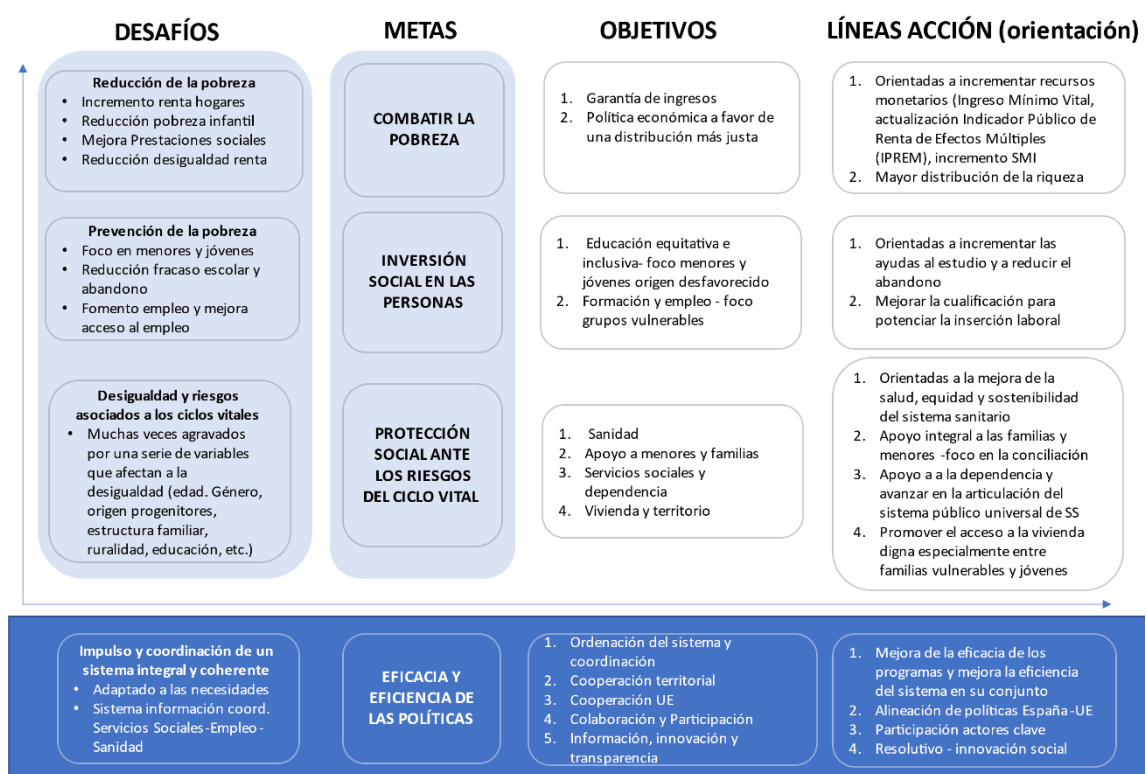 DESAFÍOS
METAS
OBJETIVOS
LÍNEAS ACCIÓN (orientación)
Reducción de la pobreza
• Incremento renta hogares
• Reducción pobreza infantil
• Mejora Prestaciones sociales
• Reducción desigualdad renta
COMBATIR LA
POBREZA
1. Garantía de ingresos
2. Política económica a favor de
una distribución más justa
1. Orientadas a incrementar recursos
monetarios (Ingreso Mínimo Vital,
actualización Indicador Público de
Renta de Efectos Múltiples
(IPREM), incremento SMI
2. Mayor distribución de la riqueza
Prevención de la pobreza
• Foco en menores y jóvenes
• Reducción fracaso escolar y
abandono
• Fomento empleo y mejora
acceso al empleo
INVERSIÓN
SOCIAL EN LAS
PERSONAS
1. Educación equitativa e
inclusiva- foco menores y
jóvenes origen desfavorecido
2. Formación y empleo - foco
grupos vulnerables
1. Orientadas a incrementar las
ayudas al estudio y a reducir el
abandono
2. Mejorar la cualificación para
potenciar la inserción laboral
Desigualdad y riesgos
asociados a los ciclos vitales
• Muchas veces agravados
por una serie de variables
que afectan a la
desigualdad (edad. Género,
origen progenitores,
estructura familiar,
ruralidad, educación, etc.)
PROTECCIÓN
SOCIAL ANTE
LOS RIESGOS
DEL CICLO VITAL
1. Sanidad
2. Apoyo a menores y familias
3. Servicios sociales y
dependencia
4. Vivienda y territorio
1. Orientadas a la mejora de la
salud, equidad y sostenibilidad
del sistema sanitario
2. Apoyo integral a las familias y
menores -foco en la conciliación
3. Apoyo a a la dependencia y
avanzar en la articulación del
sistema público universal de SS
4. Promover el acceso a la vivienda
digna especialmente entre
familias vulnerables y jóvenes
Impulso y coordinación de un
sistema integral y coherente
• Adaptado a las necesidades
• Sistema información coord.
Servicios Sociales-Empleo-
Sanidad
EFICACIA Y
EFICIENCIA DE
LAS POLÍTICAS
1. Ordenación del sistema y
coordinación
2. Cooperación territorial
3. Cooperación UE
4. Colaboración y Participación
5. Información, innovación y
transparencia
1. Mejora de la eficacia de los
programas y mejora la eficiencia
del sistema en su conjunto
2. Alineación de políticas España-UE
3. Participación actores clave
4. Resolutivo - innovación social